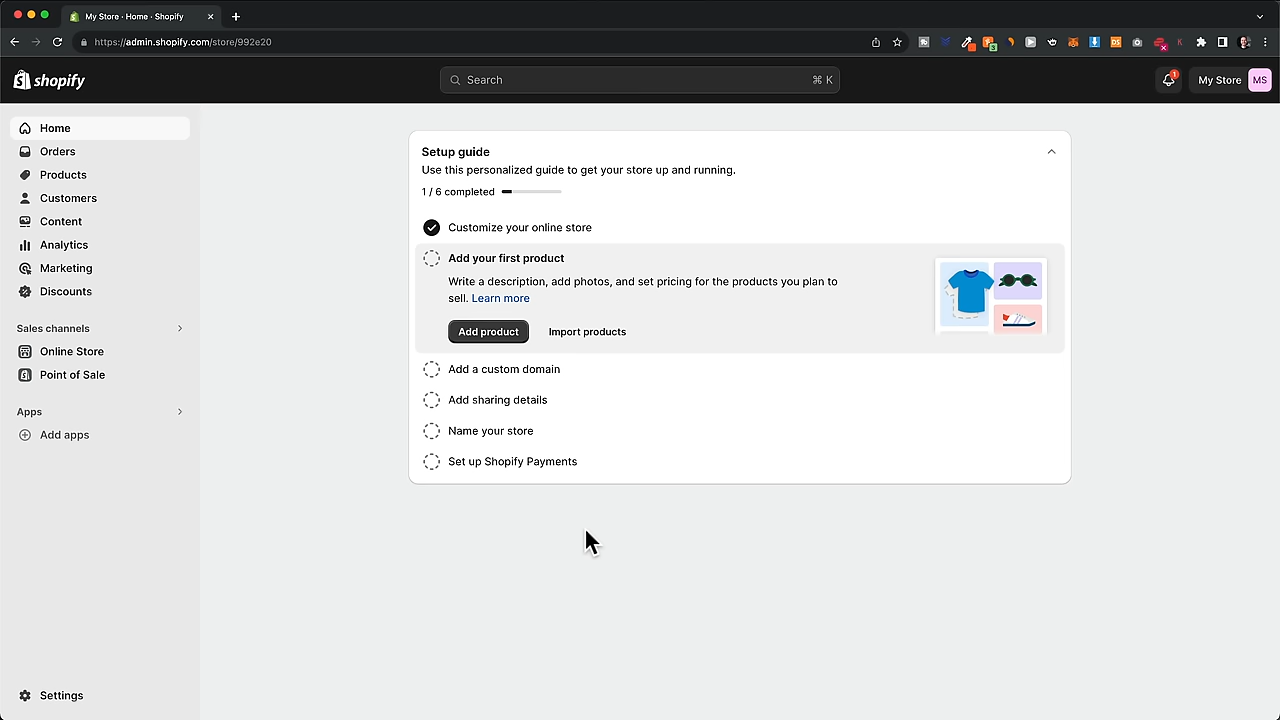 My Store · Home · Shopify
https://admin.shopify.com/store/992e20
shopify
Search
⌘ K
1
My Store
MS
Home
Orders
Products
Customers
Content
Analytics
Marketing
Discounts
Sales channels
Online Store
Point of Sale
Apps
Add apps
Settings
Setup guide
Use this personalized guide to get your store up and running.
1 / 6 completed
Customize your online store
Add your first product
Write a description, add photos, and set pricing for the products you plan to
sell. Learn more
Add product
Import products
Add a custom domain
Add sharing details
Name your store
Set up Shopify Payments